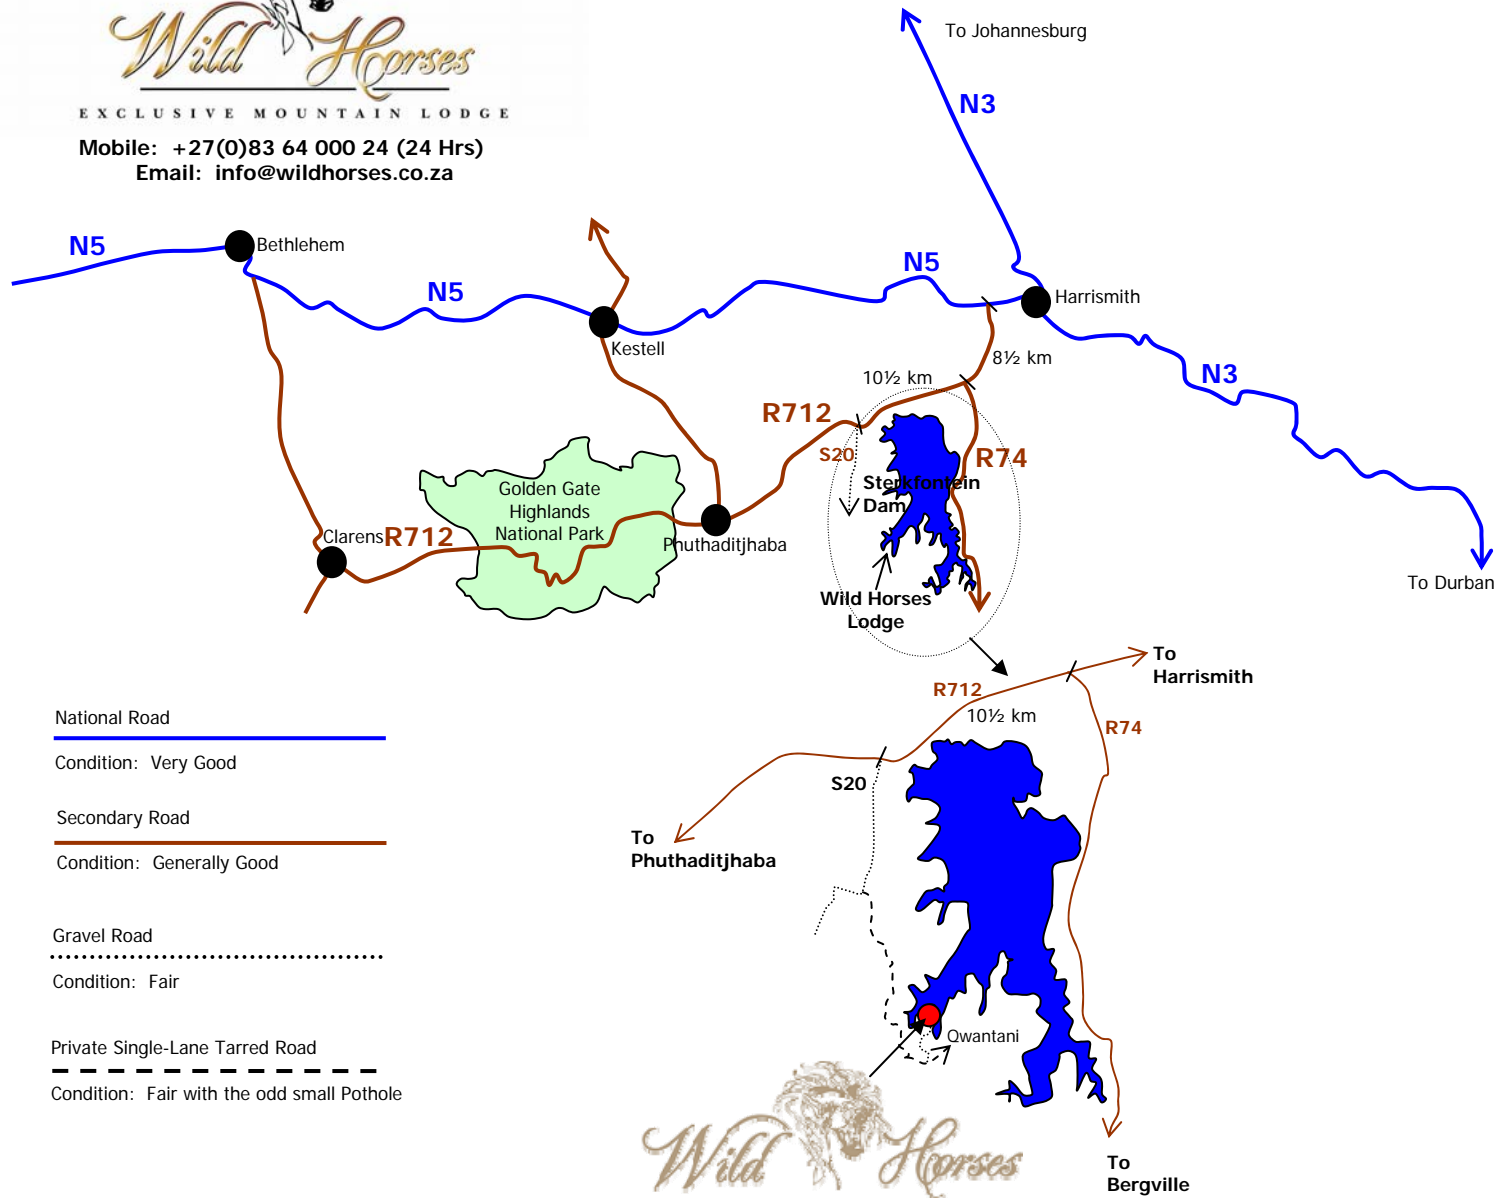 Wild Horses
EXCLUSIVE MOUNTAIN LODGE
Mobile: +27(0)83 64 000 24 (24 Hrs)
Email: info@wildhorses.co.za
To Johannesburg
N3
N5
Bethlehem
N5
N5
Harrismith
Kestell
8½ km
10½ km
N3
R712
S20
R74
Sterkfontein
Dam
Golden Gate
Highlands
National Park
Clarens
R712
Phuthaditjhaba
To Durban
Wild Horses
Lodge
To
Harrismith
R712
10½ km
R74
S20
To
Phuthaditjhaba
National Road
Condition: Very Good
Secondary Road
Condition: Generally Good
Gravel Road
Condition: Fair
Private Single-Lane Tarred Road
Condition: Fair with the odd small Pothole
Qwantani
Wild Horses
To
Bergville